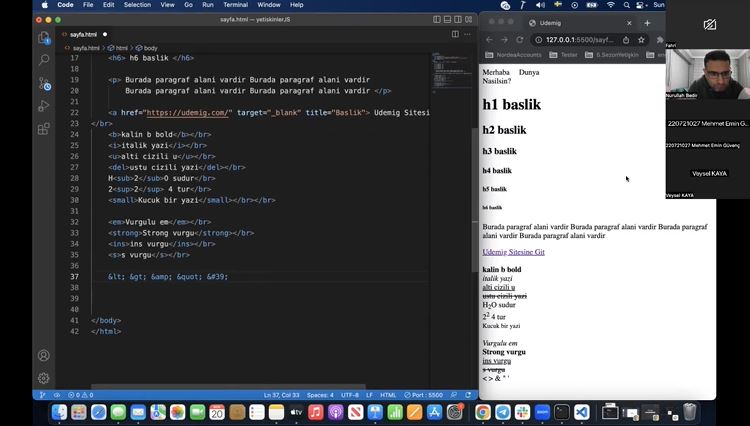 Code File Edit Selection View Go Run Terminal Window Help
sayfa.html — yetiskinlerJS
sayfa.html
sayfa.html > html > body
17 <h6> h6 baslik </h6>
18
19 <p> Burada paragraf alani vardir Burada paragraf alani vardir
20 Burada paragraf alani vardir Burada paragraf alani vardir </p>
21
22 <a href="https://udemig.com/" target="_blank" title="Baslik"> Udemig Sitesin
23 </br>
24 <b>kalin b bold</b></br>
25 <i>italik yazi</i></br>
26 <u>alti cizili u</u></br>
27 <del>ustu cizili yazi</del></br>
28 H<sub>2</sub>O sudur</br>
29 2<sup>2</sup> 4 tur</br>
30 <small>Kucuk bir yazi</small></br></br>
31
32 <em>Vurgulu em</em></br>
33 <strong>Strong vurgu</strong></br>
34 <ins>ins vurgu</ins></br>
35 <s>s vurgu</s></br>
36
37 &lt; &gt; &amp; &quot; &#39;
38
39
40
41 </body>
42 </html>
0 0
Ln 37, Col 33 Spaces: 4 UTF-8 LF HTML Port : 5500
Sun
Udemig
127.0.0.1:5500/sayf...
NordeaAccounts Tester 6.SezonYetişkin
Merhaba Dunya
Nasilsin?
h1 baslik
h2 baslik
h3 baslik
h4 baslik
h5 baslik
h6 baslik
Burada paragraf alani vardir Burada paragraf alani vardir Burada paragraf
alani vardir Burada paragraf alani vardir
Udemig Sitesine Git
kalin b bold
italik yazi
alti cizili u
ustu cizili yazi
H2O sudur
2² 4 tur
Kucuk bir yazi
Vurgulu em
Strong vurgu
ins vurgu
s vurgu
< > & " '
Fahri
Nurullah Bedir
220721027 Mehmet Emin G...
220721027 Mehmet Emin Güvenç
Veysel KAYA
Veysel KAYA